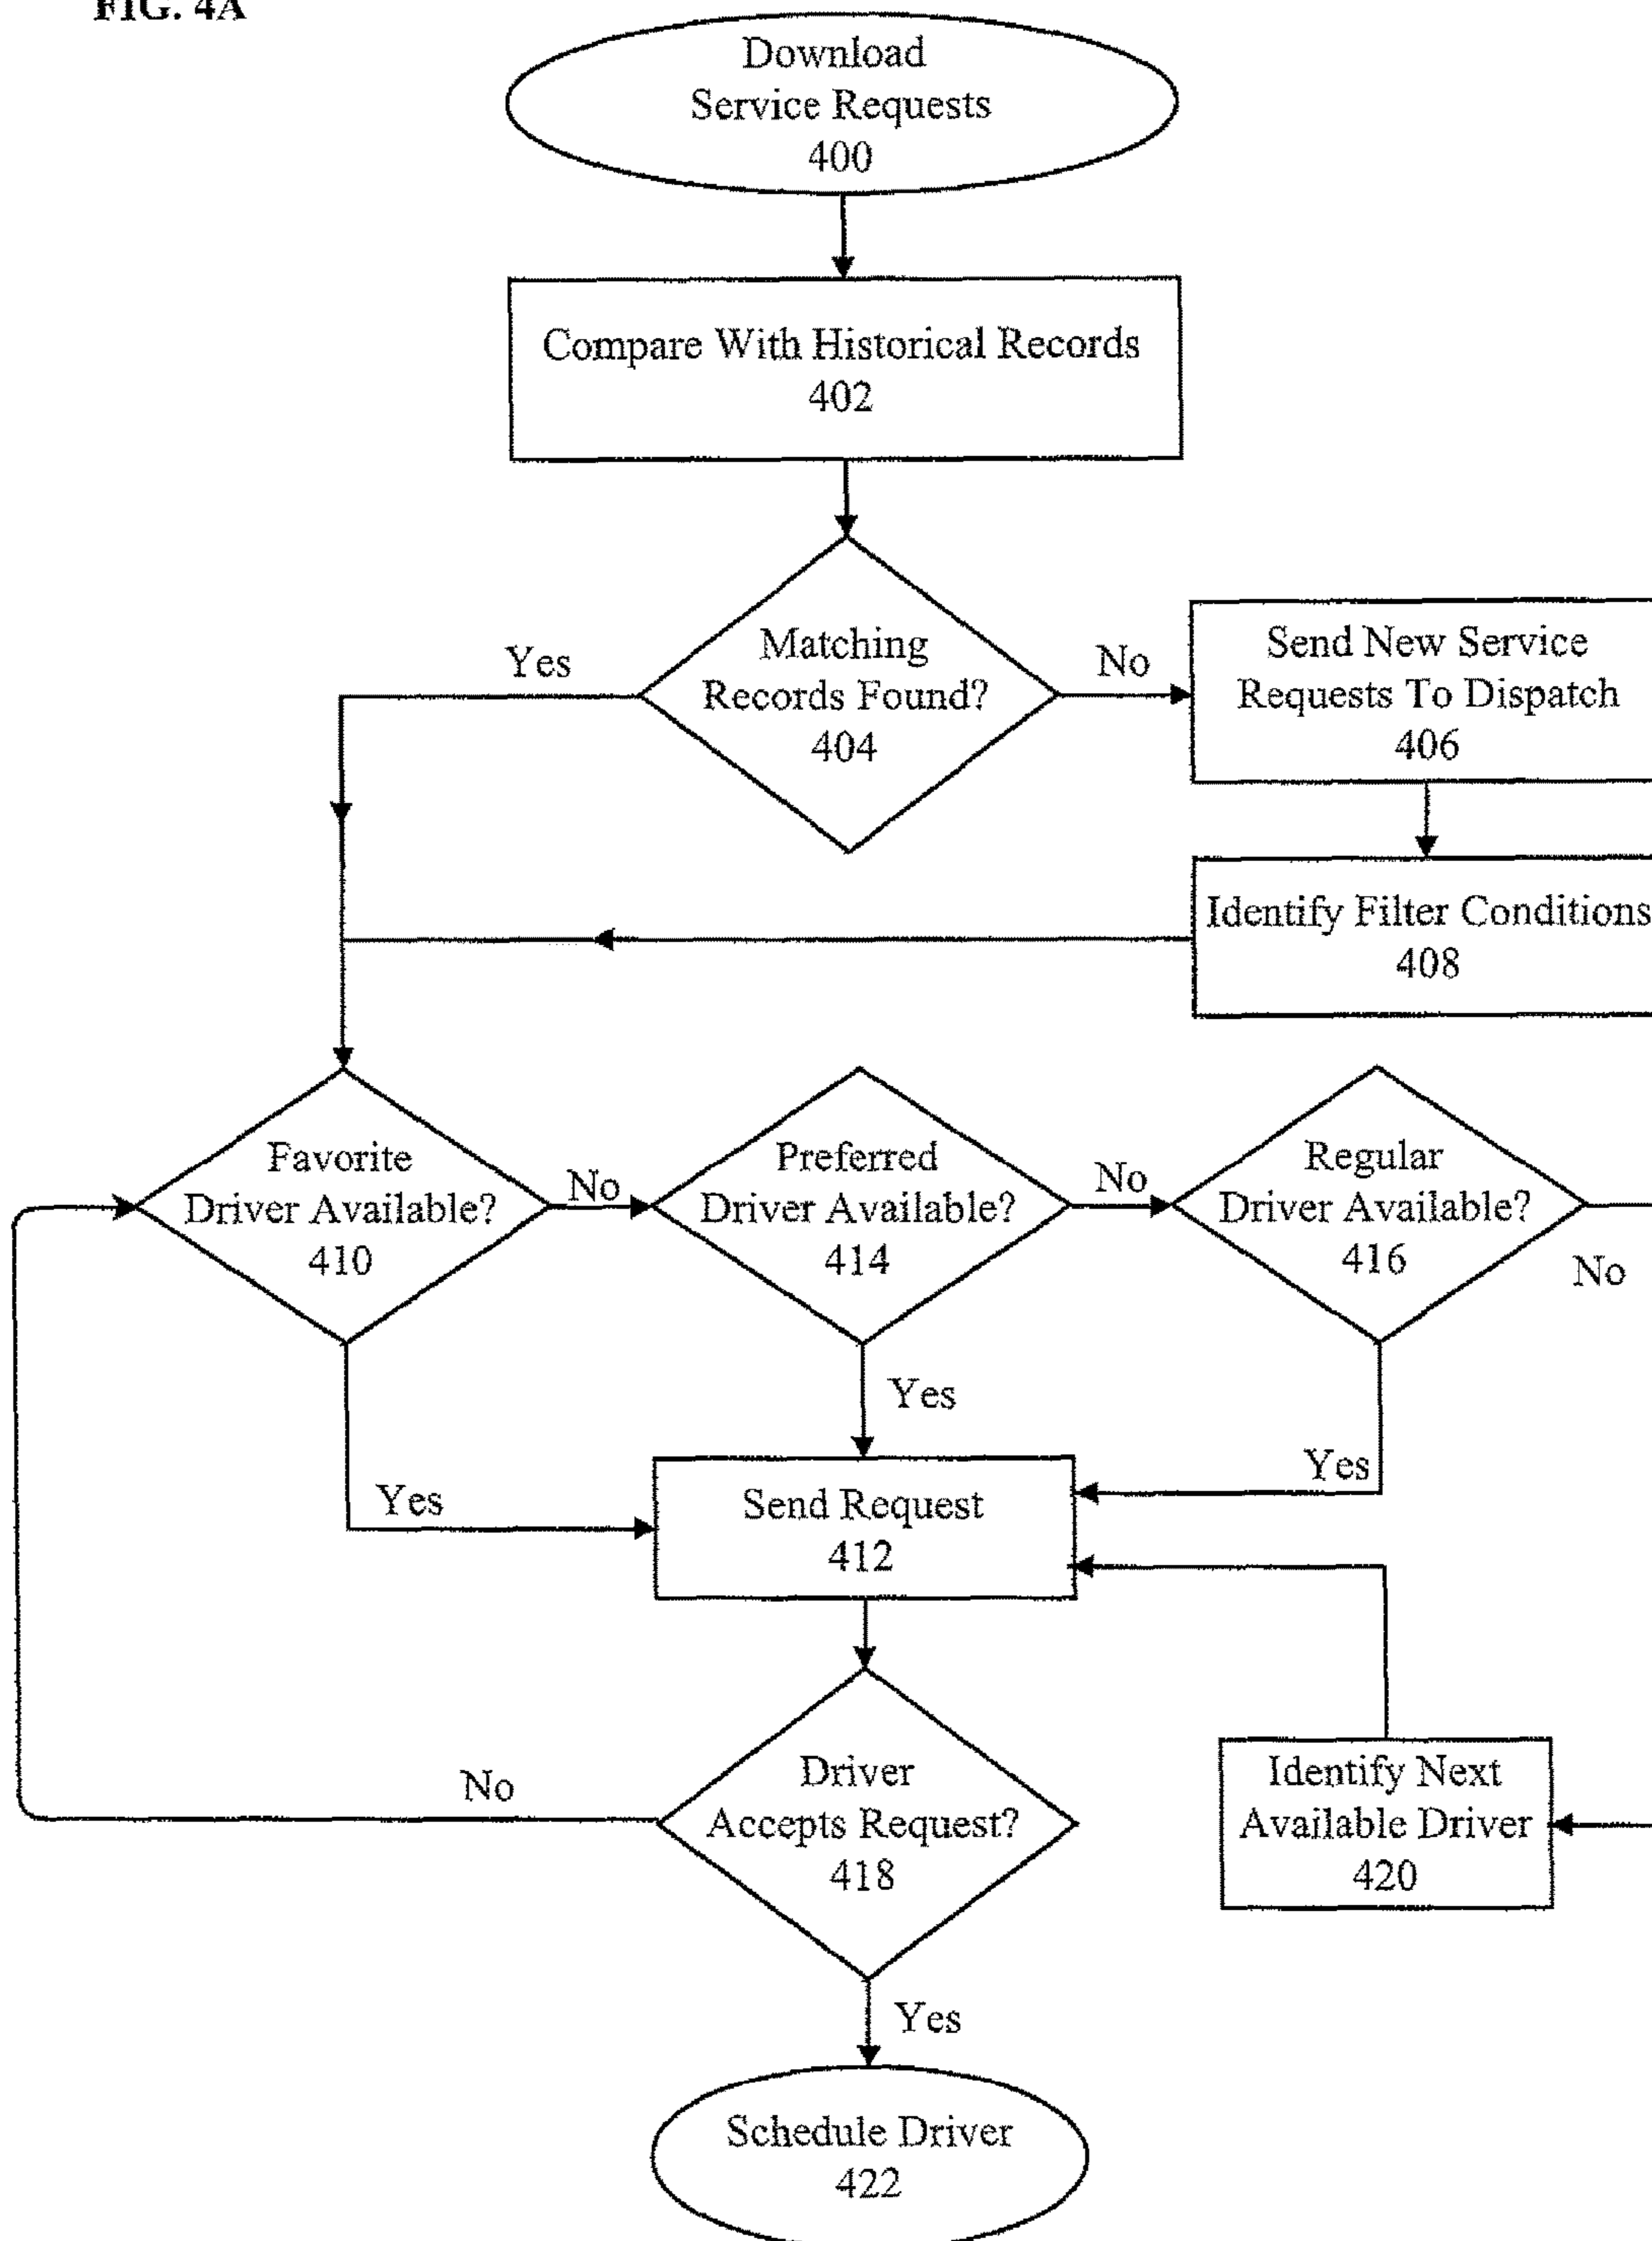 FIG. 4A
Download
Service Requests
400
Compare With Historical Records
402
Yes
Matching
Records Found?
404
No
Send New Service
Requests To Dispatch
406
Identify Filter Conditions
408
Favorite
Driver Available?
410
No
Preferred
Driver Available?
414
No
Regular
Driver Available?
416
No
Yes
Yes
Yes
Send Request
412
No
Driver
Accepts Request?
418
Identify Next
Available Driver
420
Yes
Schedule Driver
422